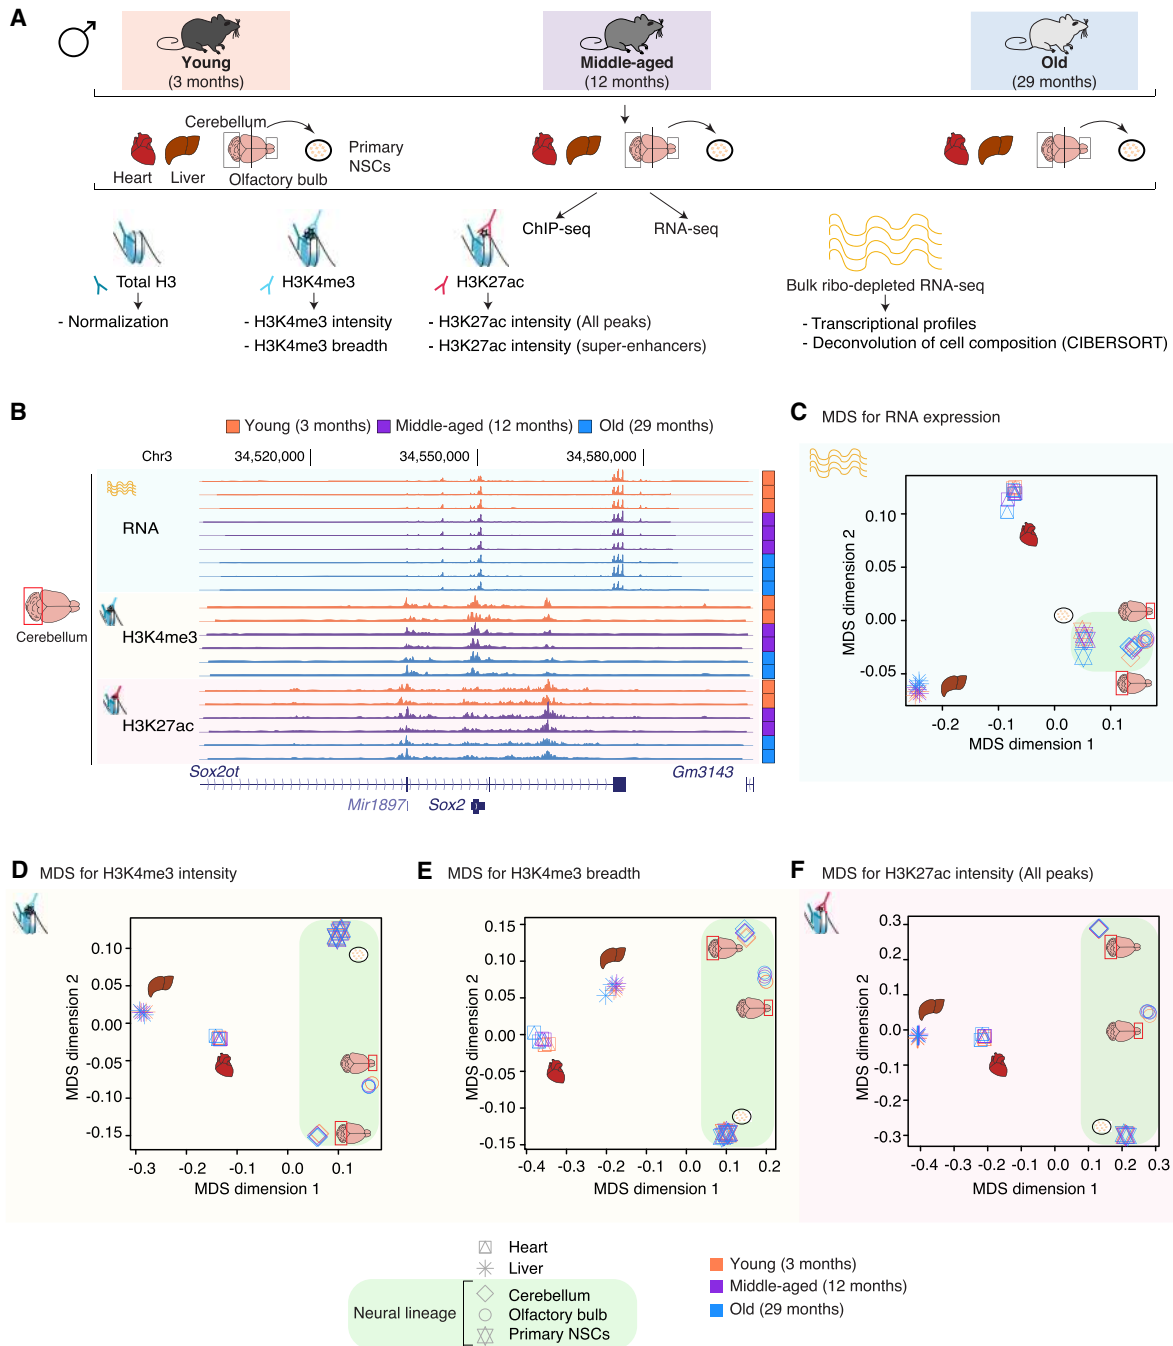 A
Young
(3 months)
Middle-aged
(12 months)
Old
(29 months)
Cerebellum
Primary
NSCs
Heart
Liver
Olfactory bulb
ChIP-seq
RNA-seq
Total H3
H3K4me3
H3K27ac
Bulk ribo-depleted RNA-seq
- Normalization
- H3K4me3 intensity
- H3K4me3 breadth
- H3K27ac intensity (All peaks)
- H3K27ac intensity (super-enhancers)
- Transcriptional profiles
- Deconvolution of cell composition (CIBERSORT)
B
Young (3 months)
Middle-aged (12 months)
Old (29 months)
Chr3
34,520,000
34,550,000
34,580,000
RNA
H3K4me3
H3K27ac
Cerebellum
Sox2ot
Gm3143
Mir1897
Sox2
C
MDS for RNA expression
0.10
0.05
0.00
-0.05
MDS dimension 2
-0.2
-0.1
0.0
0.1
MDS dimension 1
D
MDS for H3K4me3 intensity
0.10
0.05
0.00
-0.05
-0.10
-0.15
MDS dimension 2
-0.3
-0.2
-0.1
0.0
0.1
MDS dimension 1
E
MDS for H3K4me3 breadth
0.15
0.10
0.05
0.00
-0.05
-0.10
-0.15
MDS dimension 2
-0.4
-0.3
-0.2
-0.1
0.0
0.1
0.2
MDS dimension 1
F
MDS for H3K27ac intensity (All peaks)
0.3
0.2
0.1
0.0
-0.1
-0.2
-0.3
MDS dimension 2
-0.4
-0.3
-0.2
-0.1
0.0
0.1
0.2
0.3
MDS dimension 1
Heart
Liver
Neural lineage
Cerebellum
Olfactory bulb
Primary NSCs
Young (3 months)
Middle-aged (12 months)
Old (29 months)